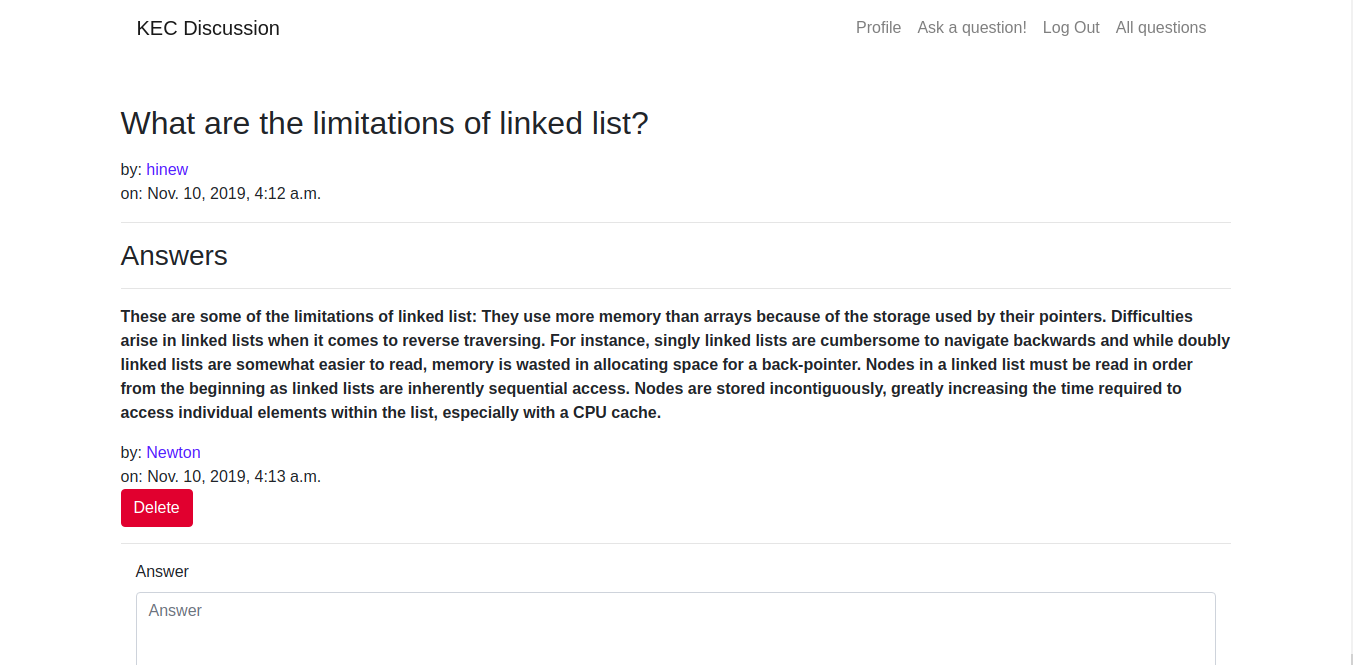 KEC Discussion
Profile
Ask a question!
Log Out
All questions
What are the limitations of linked list?
by: hinew
on: Nov. 10, 2019, 4:12 a.m.
Answers
These are some of the limitations of linked list: They use more memory than arrays because of the storage used by their pointers. Difficulties
arise in linked lists when it comes to reverse traversing. For instance, singly linked lists are cumbersome to navigate backwards and while doubly
linked lists are somewhat easier to read, memory is wasted in allocating space for a back-pointer. Nodes in a linked list must be read in order
from the beginning as linked lists are inherently sequential access. Nodes are stored incontiguously, greatly increasing the time required to
access individual elements within the list, especially with a CPU cache.
by: Newton
on: Nov. 10, 2019, 4:13 a.m.
Delete
Answer
Answer